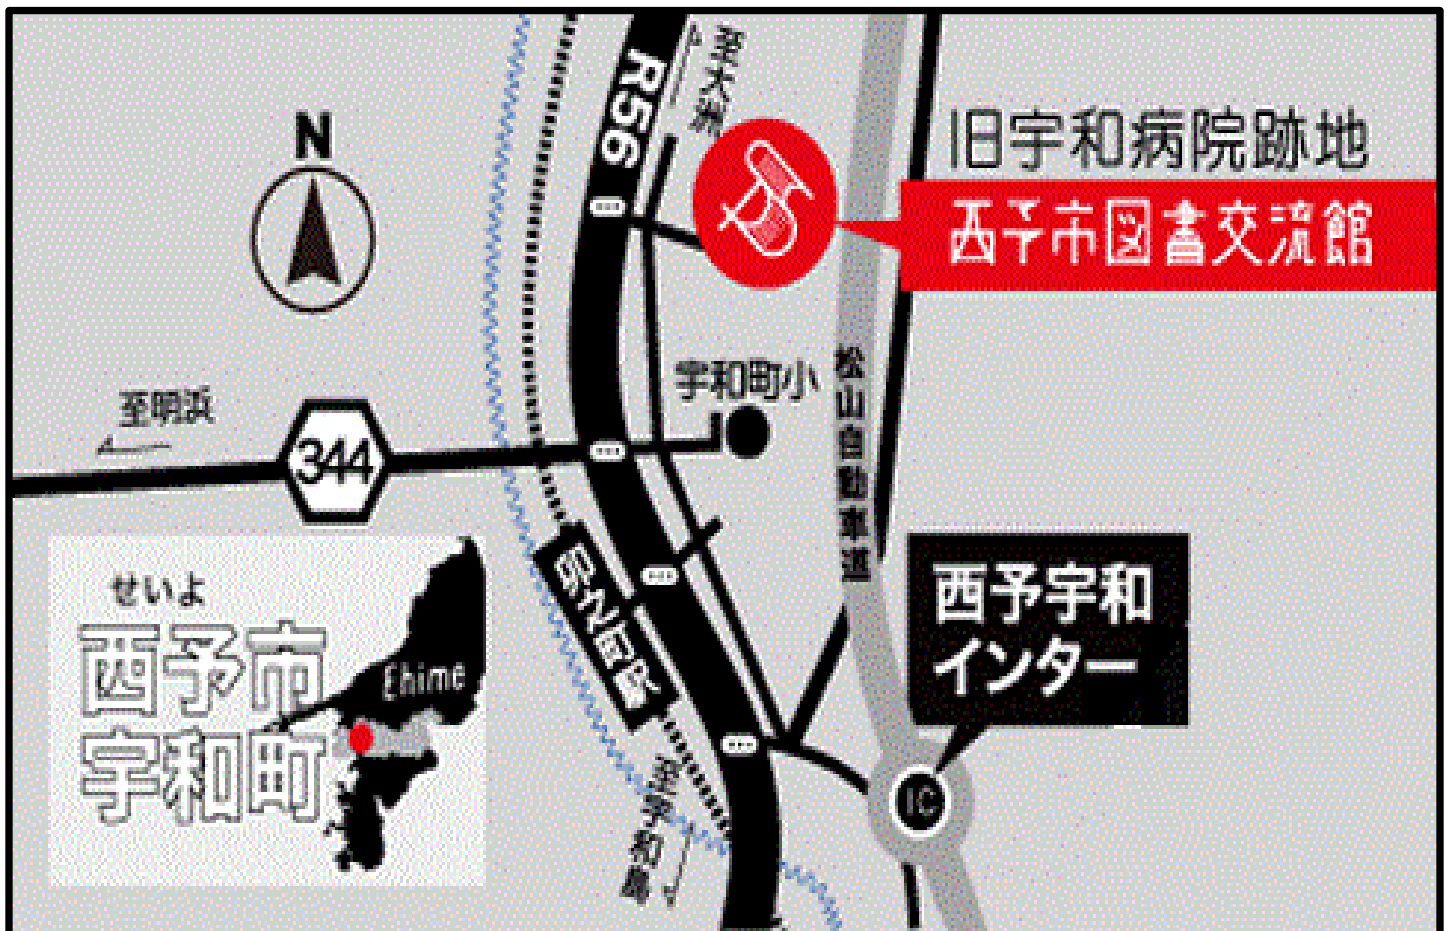 N
R56
至大洲
旧宇和病院跡地
西予市図書交流館
宇和町小
松山自動車道
至明浜
344
卯之町駅
西予宇和
インター
IC
せいよ
西予市
宇和町
Ehime
至宇和島